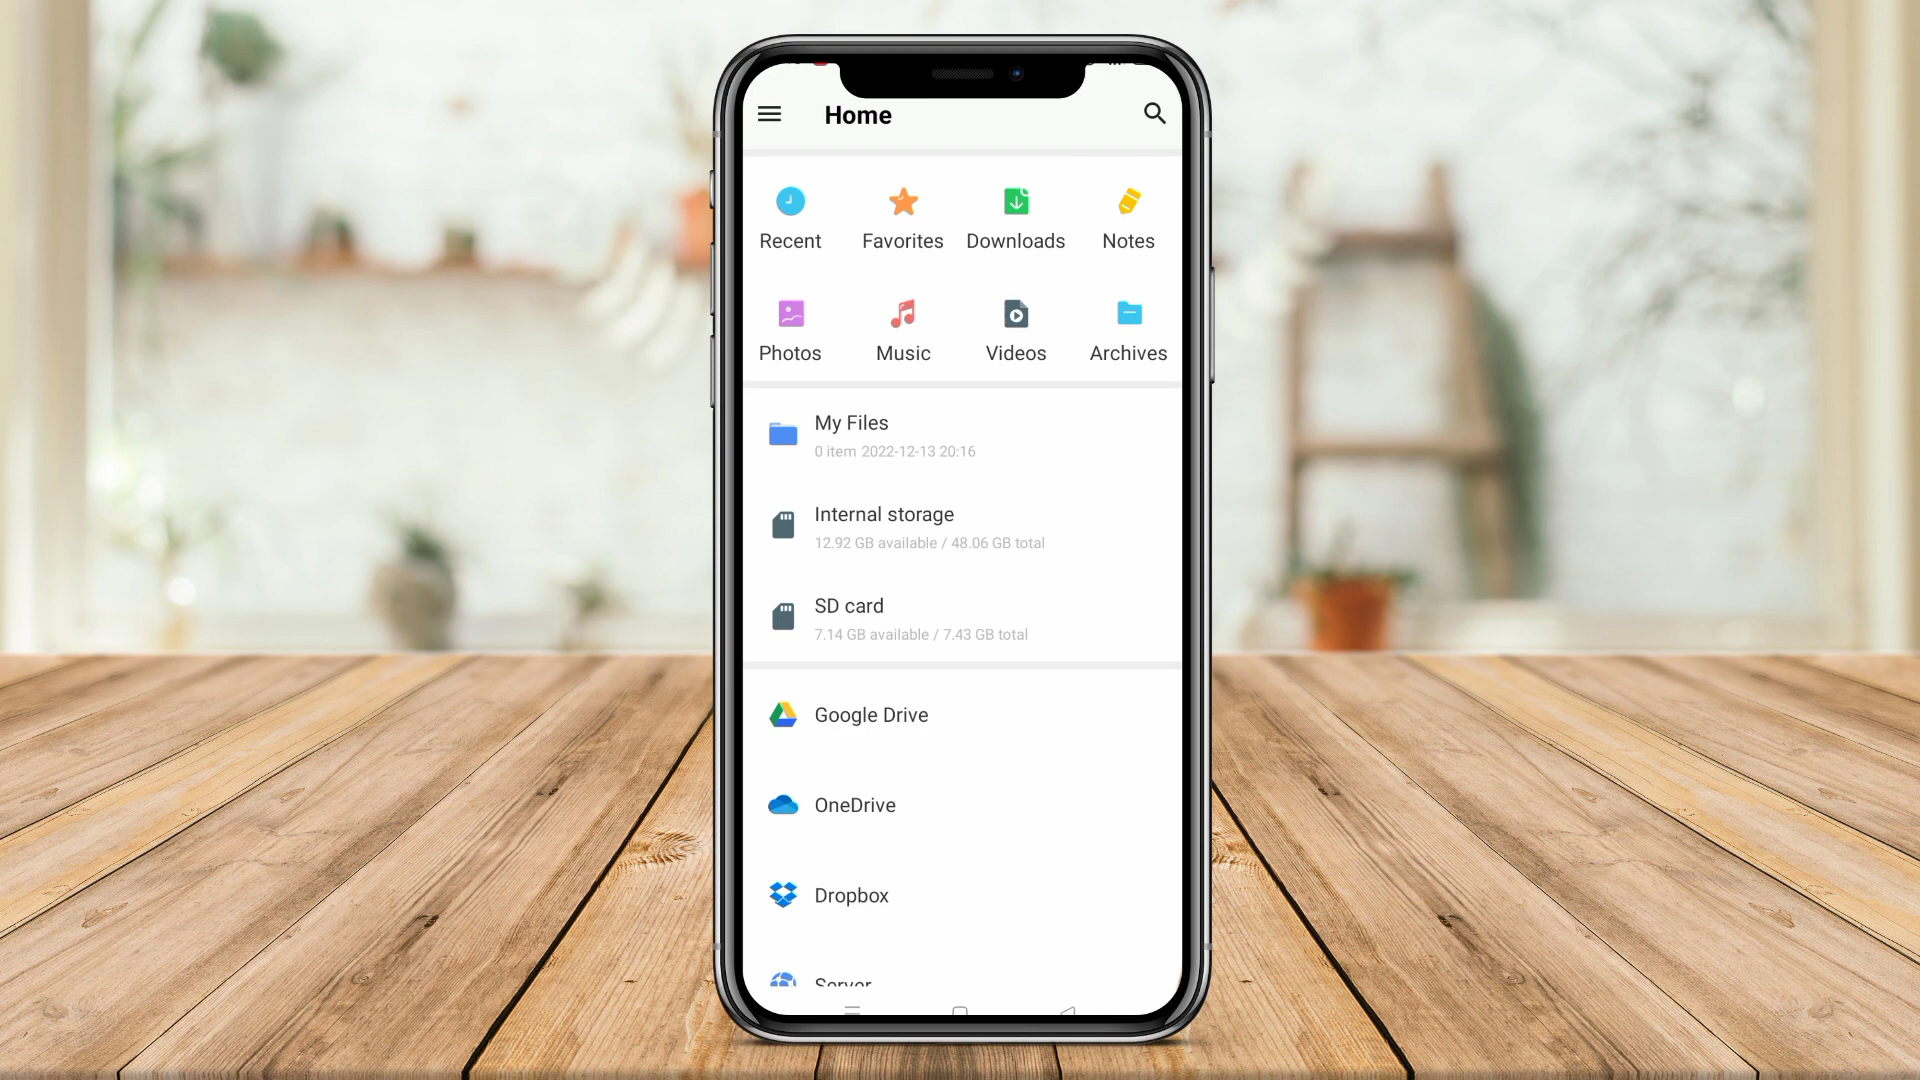 Home
Recent Favorites Downloads Notes
Photos Music Videos Archives
My Files
0 item 2022-12-13 20:16
Internal storage
12.92 GB available / 48.06 GB total
SD card
7.14 GB available / 7.43 GB total
Google Drive
OneDrive
Dropbox
Server